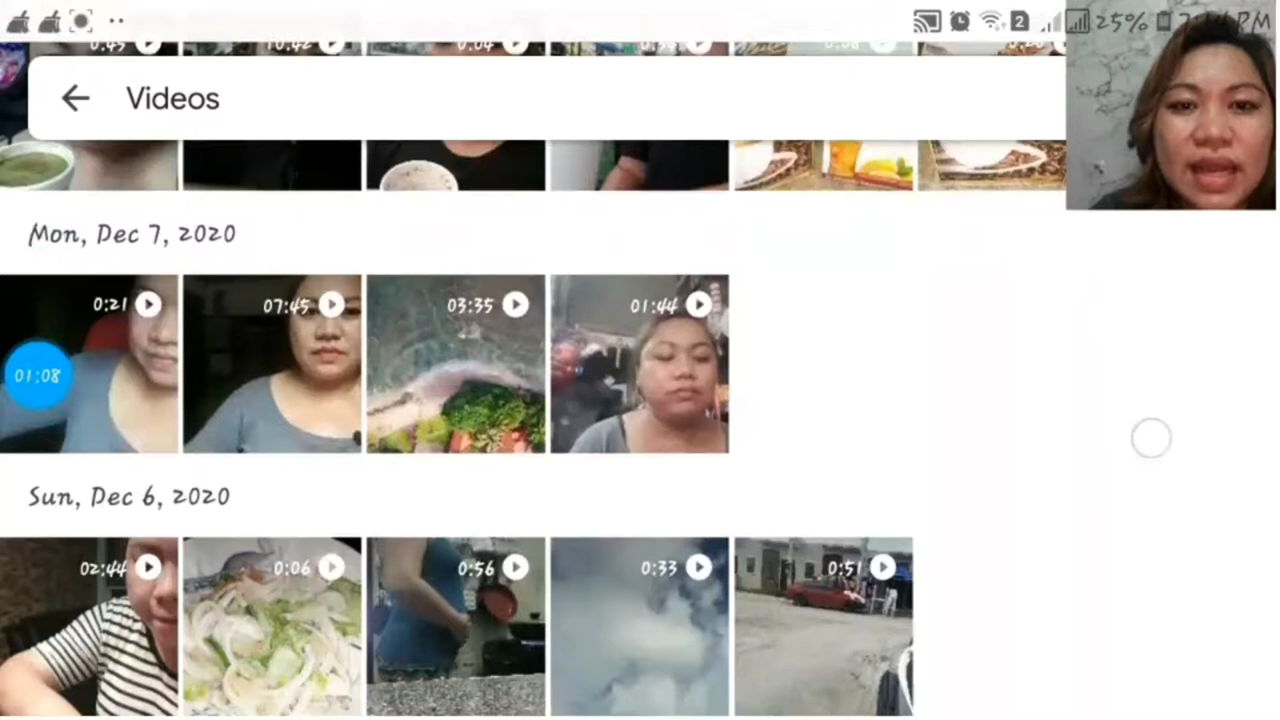 2 25%
Videos
Mon, Dec 7, 2020
0:21 07:45 03:35 01:44
01:08
Sun, Dec 6, 2020
02:44 0:06 0:56 0:33 0:51